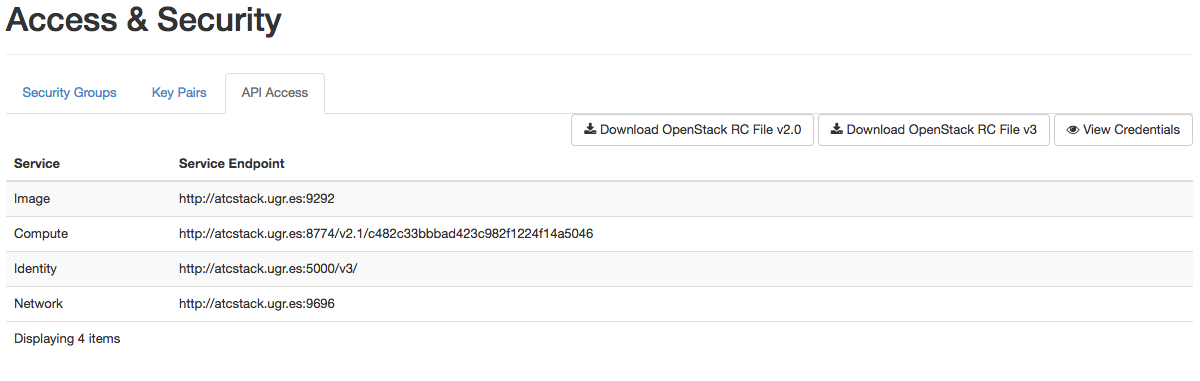 Access & Security
Security Groups Key Pairs API Access
Download OpenStack RC File v2.0 Download OpenStack RC File v3 View Credentials
Service Service Endpoint
Image http://atcstack.ugr.es:9292
Compute http://atcstack.ugr.es:8774/v2.1/c482c33bbbad423c982f1224f14a5046
Identity http://atcstack.ugr.es:5000/v3/
Network http://atcstack.ugr.es:9696
Displaying 4 items